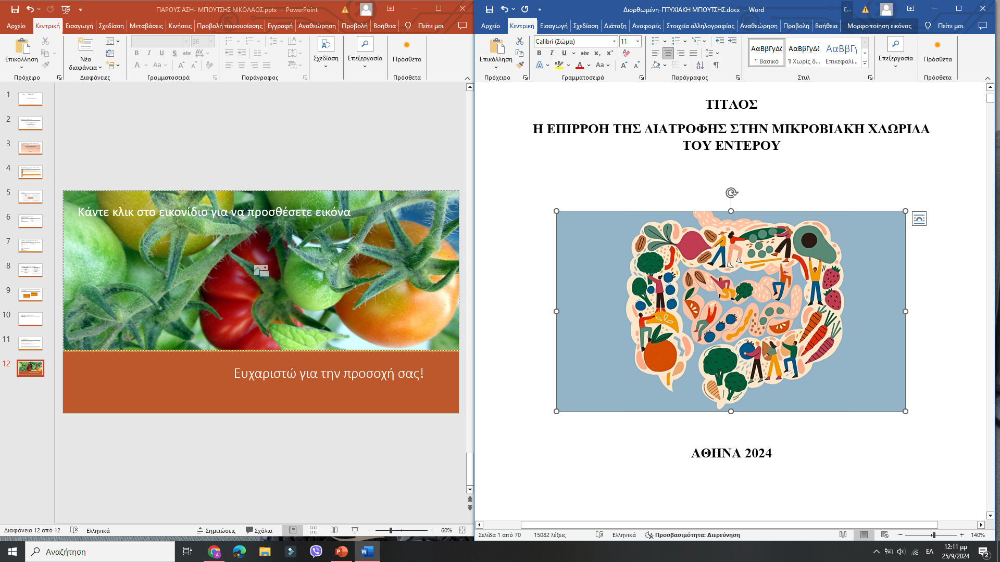 ΠΑΡΟΥΣΙΑΣΗ- ΜΠΟΥΤΣΗΣ ΝΙΚΟΛΑΟΣ.pptx - PowerPoint
Αρχείο Κεντρική Εισαγωγή Σχεδίαση Μεταβάσεις Κινήσεις Προβολή παρουσίασης Εγγραφή Αναθεώρηση Προβολή Βοήθεια Πείτε μου
36
Επικόλληση
Νέα διαφάνεια
Σχεδίαση
Επεξεργασία
Πρόσθετα
Πρόχειρο Διαφάνειες Γραμματοσειρά Παράγραφος Πρόσθετα
1
2
3
4
5
6
7
8
9
10
11
12
Κάντε κλικ στο εικονίδιο για να προσθέσετε εικόνα
Ευχαριστώ για την προσοχή σας!
Διαφάνεια 12 από 12 Ελληνικά Σημειώσεις Σχόλια 60%
Διορθωμένη-ΠΤΥΧΙΑΚΗ ΜΠΟΥΤΣΗΣ.docx - Word
Ε...
Αρχείο Κεντρική Εισαγωγή Σχεδίαση Διάταξη Αναφορές Στοιχεία αλληλογραφίας Αναθεώρηση Προβολή Βοήθεια Μορφοποίηση εικόνας Πείτε μου
Calibri (Σώμα) 11
Επικόλληση
ΑαΒβΓγΔδ ΑαΒβΓγΔδ ΑαΒβΓγ
¶ Βασικό ¶ Χωρίς δ... Επικεφαλί...
Επεξεργασία
Πρόσθετα
Πρόχειρο Γραμματοσειρά Παράγραφος Στυλ Πρόσθετα
ΤΙΤΛΟΣ
Η ΕΠΙΡΡΟΗ ΤΗΣ ΔΙΑΤΡΟΦΗΣ ΣΤΗΝ ΜΙΚΡΟΒΙΑΚΗ ΧΛΩΡΙΔΑ
ΤΟΥ ΕΝΤΕΡΟΥ
ΑΘΗΝΑ 2024
Σελίδα 1 από 70 15082 λέξεις Ελληνικά Προσβασιμότητα: Διερεύνηση 140%
Αναζήτηση
ΕΛ
12:11 μμ
25/9/2024
2